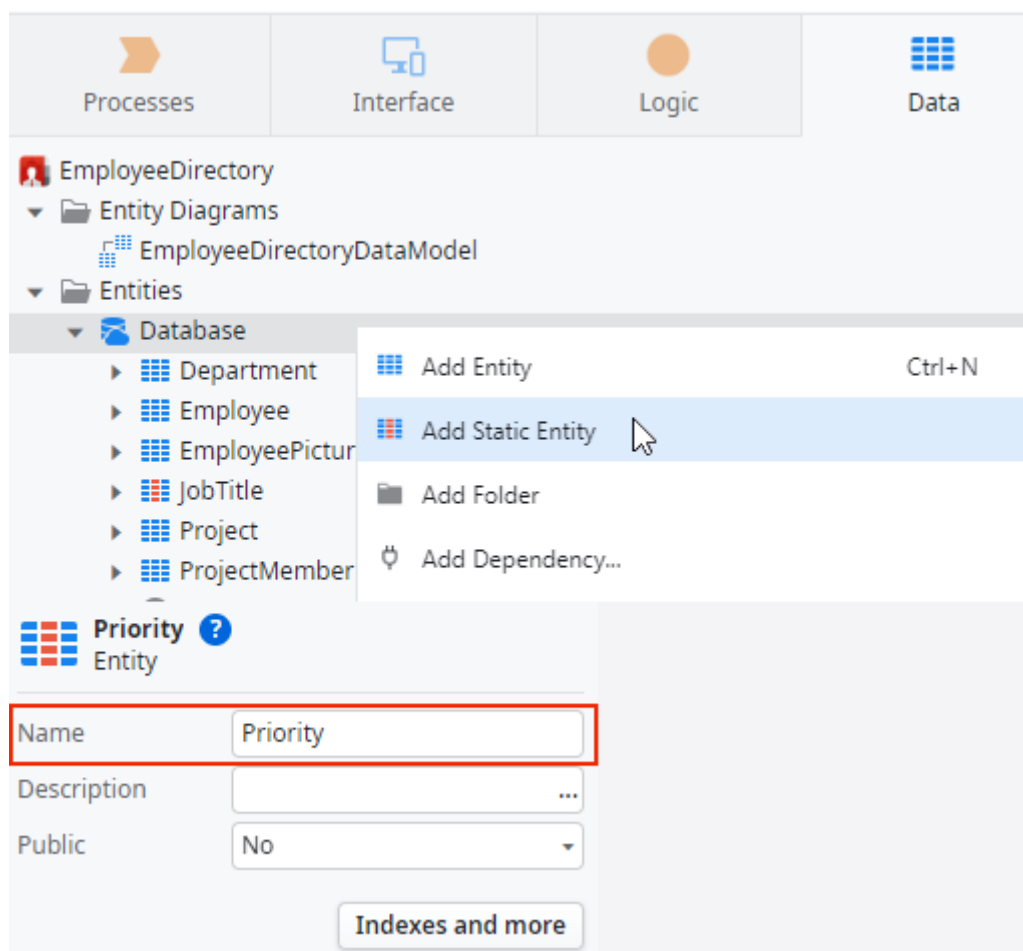 Processes Interface Logic Data
EmployeeDirectory
Entity Diagrams
EmployeeDirectoryDataModel
Entities
Database
Department
Employee
EmployeePictur
JobTitle
Project
ProjectMember
Add Entity Ctrl+N
Add Static Entity
Add Folder
Add Dependency...
Priority ?
Entity
Name Priority
Description ...
Public No
Indexes and more